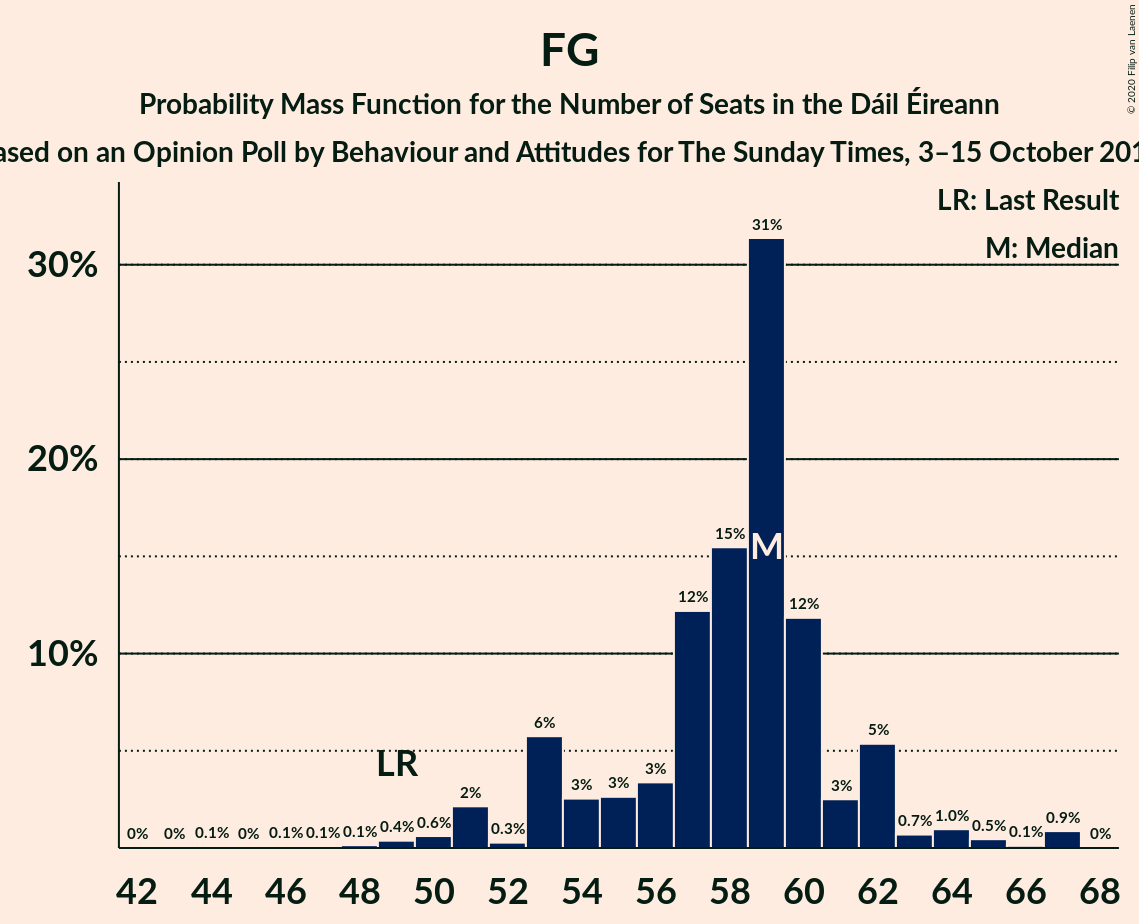 FG
Probability Mass Function for the Number of Seats in the Dáil Éireann
on an Opinion Poll by Behaviour and Attitudes for The Sunday Times, 3–15 October
LR: Last Result
M: Median
30%
20%
10%
0% 0% 0.1% 0% 0.1% 0.1% 0.1% 0.4% 0.6% 2% 0.3% 6% 3% 3% 3% 12% 15% 31% 12% 3% 5% 0.7% 1.0% 0.5% 0.1% 0.9% 0%
LR
M
42 44 46 48 50 52 54 56 58 60 62 64 66 68
© 2020 Filip van Laenen